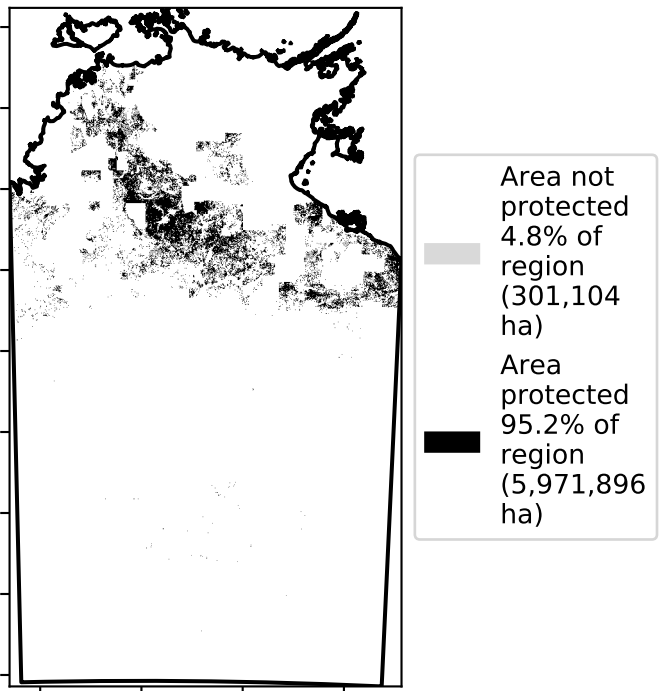 Area not
protected
4.8% of
region
(301,104
ha)
Area
protected
95.2% of
region
(5,971,896
ha)